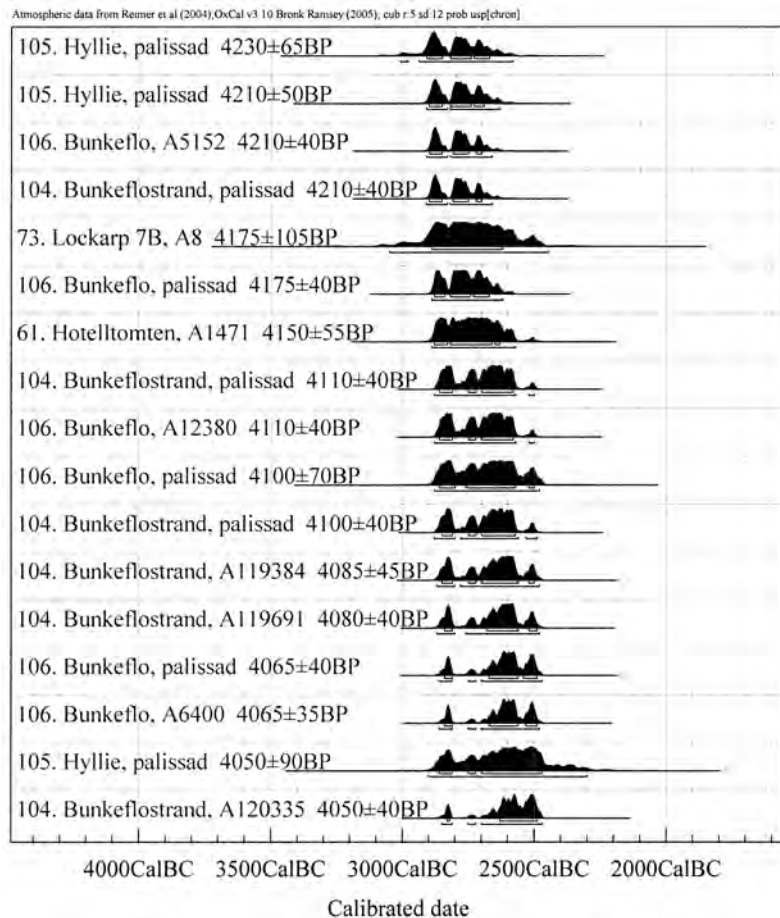 Atmospheric data from Reimer et al (2004);OxCal v3.10 Bronk Ramsey (2005); cub r:5 sd:12 prob usp[chron]
105. Hyllie, palissad 4230±65BP
105. Hyllie, palissad 4210±50BP
106. Bunkeflo, A5152 4210±40BP
104. Bunkeflostrand, palissad 4210±40BP
73. Lockarp 7B, A8 4175±105BP
106. Bunkeflo, palissad 4175±40BP
61. Hotelltomten, A1471 4150±55BP
104. Bunkeflostrand, palissad 4110±40BP
106. Bunkeflo, A12380 4110±40BP
106. Bunkeflo, palissad 4100±70BP
104. Bunkeflostrand, palissad 4100±40BP
104. Bunkeflostrand, A119384 4085±45BP
104. Bunkeflostrand, A119691 4080±40BP
106. Bunkeflo, palissad 4065±40BP
106. Bunkeflo, A6400 4065±35BP
105. Hyllie, palissad 4050±90BP
104. Bunkeflostrand, A120335 4050±40BP
4000CalBC 3500CalBC 3000CalBC 2500CalBC 2000CalBC
Calibrated date